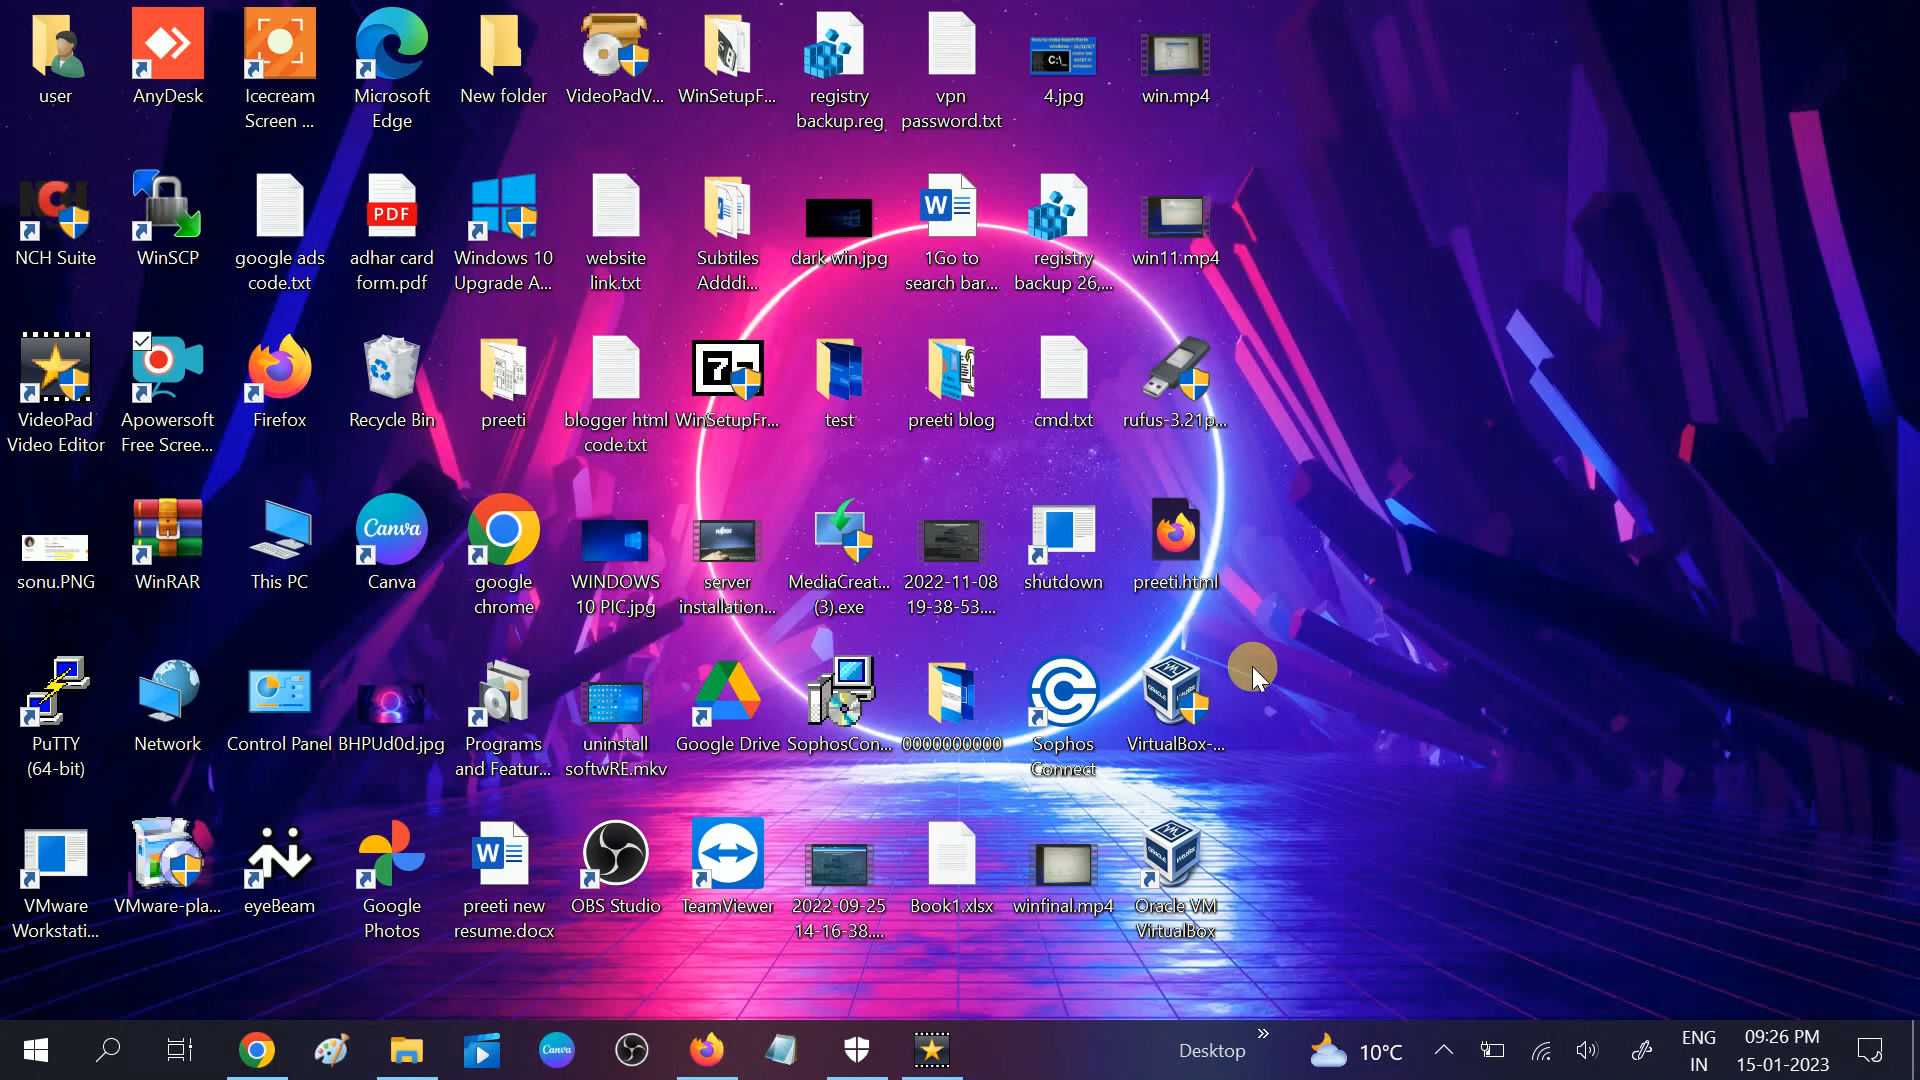 user
AnyDesk
Icecream
Screen ...
Microsoft
Edge
New folder
VideoPadV...
WinSetupF...
registry
backup.reg
vpn
password.txt
4.jpg
win.mp4
NCH Suite
WinSCP
google ads
code.txt
PDF
adhar card
form.pdf
Windows 10
Upgrade A...
website
link.txt
Subtiles
Adddi...
dark win.jpg
1Go to
search bar...
registry
backup 26,...
win11.mp4
VideoPad
Video Editor
Apowersoft
Free Scree...
Firefox
Recycle Bin
preeti
blogger html
code.txt
WinSetupFr...
test
preeti blog
cmd.txt
rufus-3.21p...
sonu.PNG
WinRAR
This PC
Canva
Canva
google
chrome
WINDOWS
10 PIC.jpg
server
installation...
MediaCreat...
(3).exe
2022-11-08
19-38-53....
shutdown
preeti.html
PuTTY
(64-bit)
Network
Control Panel
BHPUd0d.jpg
Programs
and Featur...
uninstall
softwRE.mkv
Google Drive
SophosCon...
0000000000
Sophos
Connect
VirtualBox-...
VMware
Workstati...
VMware-pla...
eyeBeam
Google
Photos
preeti new
resume.docx
OBS Studio
TeamViewer
2022-09-25
14-16-38....
Book1.xlsx
winfinal.mp4
Oracle VM
VirtualBox
Canva
Desktop
10°C
ENG
IN
09:26 PM
15-01-2023